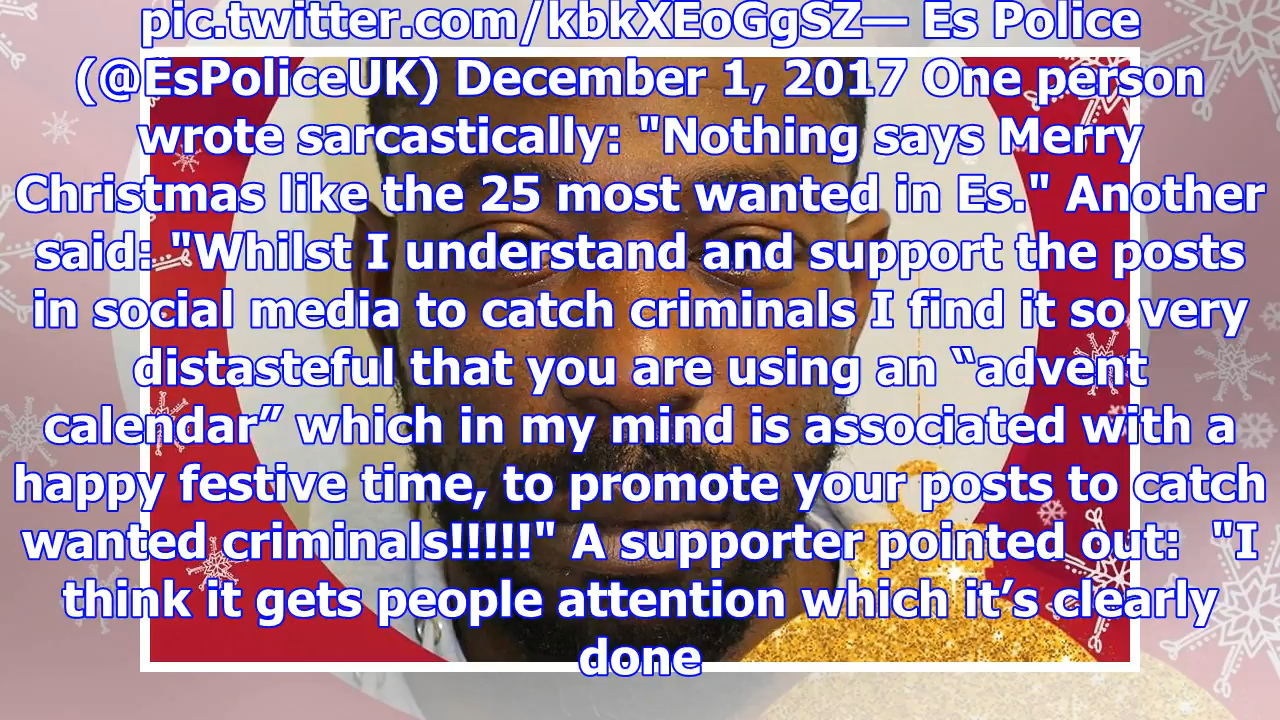 pic.twitter.com/kbkXEoGgSZ— Es Police
(@EsPoliceUK) December 1, 2017 One person
wrote sarcastically: "Nothing says Merry
Christmas like the 25 most wanted in Es." Another
said: "Whilst I understand and support the posts
in social media to catch criminals I find it so very
distasteful that you are using an “advent
calendar” which in my mind is associated with a
happy festive time, to promote your posts to catch
wanted criminals!!!!!" A supporter pointed out:  "I
think it gets people attention which it’s clearly
done